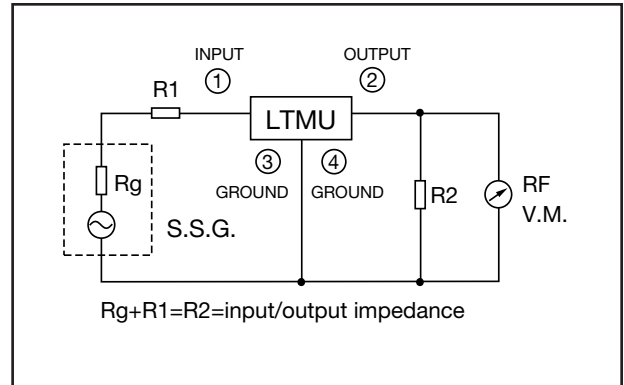 INPUT OUTPUT
① ②
R1
LTMU
③ ④
GROUND GROUND
Rg
R2
RF
V.M.
S.S.G.
Rg+R1=R2=input/output impedance